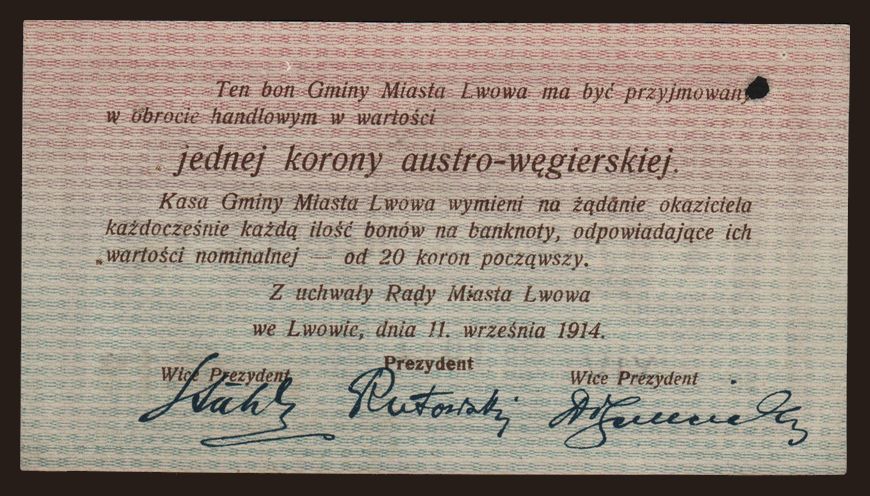 Ten bon Gminy Miasta Lwowa ma być przyjmowany
w obrocie handlowym w wartości
jednej korony austro-węgierskiej.
Kasa Gminy Miasta Lwowa wymieni na żądanie okaziciela
każdocześnie każdą ilość bonów na banknoty, odpowiadające ich
wartości nominalnej — od 20 koron począwszy.
Z uchwały Rady Miasta Lwowa
we Lwowie, dnia 11. września 1914.
Wice Prezydent Prezydent Wice Prezydent
Stahl Rutowski